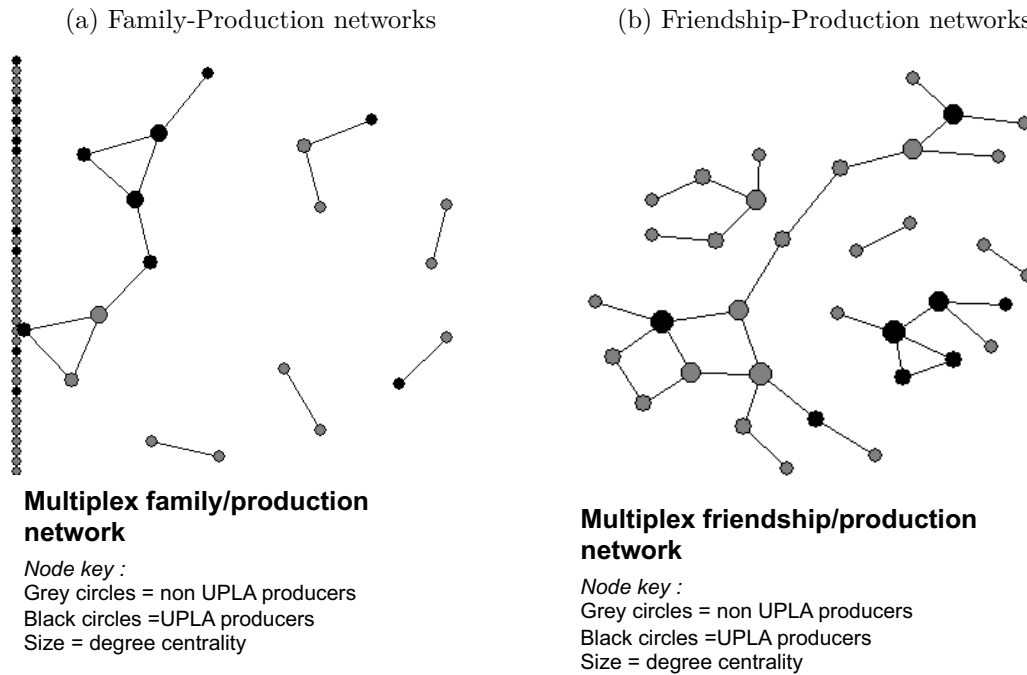 (a) Family-Production networks
(b) Friendship-Production networks
Multiplex family/production
network
Node key :
Grey circles = non UPLA producers
Black circles =UPLA producers
Size = degree centrality
Multiplex friendship/production
network
Node key :
Grey circles = non UPLA producers
Black circles =UPLA producers
Size = degree centrality